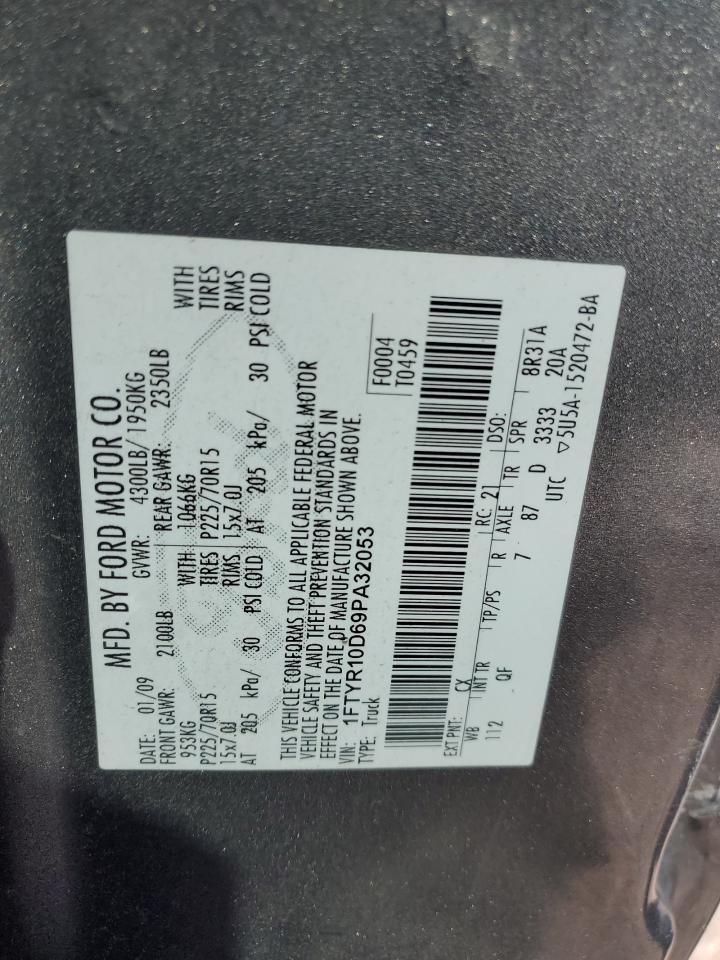 MFD. BY FORD MOTOR CO.
DATE: 01/09 GVWR: 4300LB/ 1950KG
FRONT GAWR: 2100LB REAR GAWR: 2350LB
953KG WITH 1066KG WITH
P225/70R15 TIRES P225/70R15 TIRES
15x7.0J RIMS 15x7.0J RIMS
AT 205 kPa/ 30 PSI COLD AT 205 kPa/ 30 PSI COLD
THIS VEHICLE CONFORMS TO ALL APPLICABLE FEDERAL MOTOR
VEHICLE SAFETY AND THEFT PREVENTION STANDARDS IN
EFFECT ON THE DATE OF MANUFACTURE SHOWN ABOVE.
VIN: 1FTYR10D69PA32053
TYPE: Truck
F0004
T0459
EXT PNT: CX RC: 21 DSO:
WB INT TR TP/PS R AXLE TR SPR 8R31A
112 QF 7 87 D 3333 20A
UTC ▽5U5A-1520472-BA